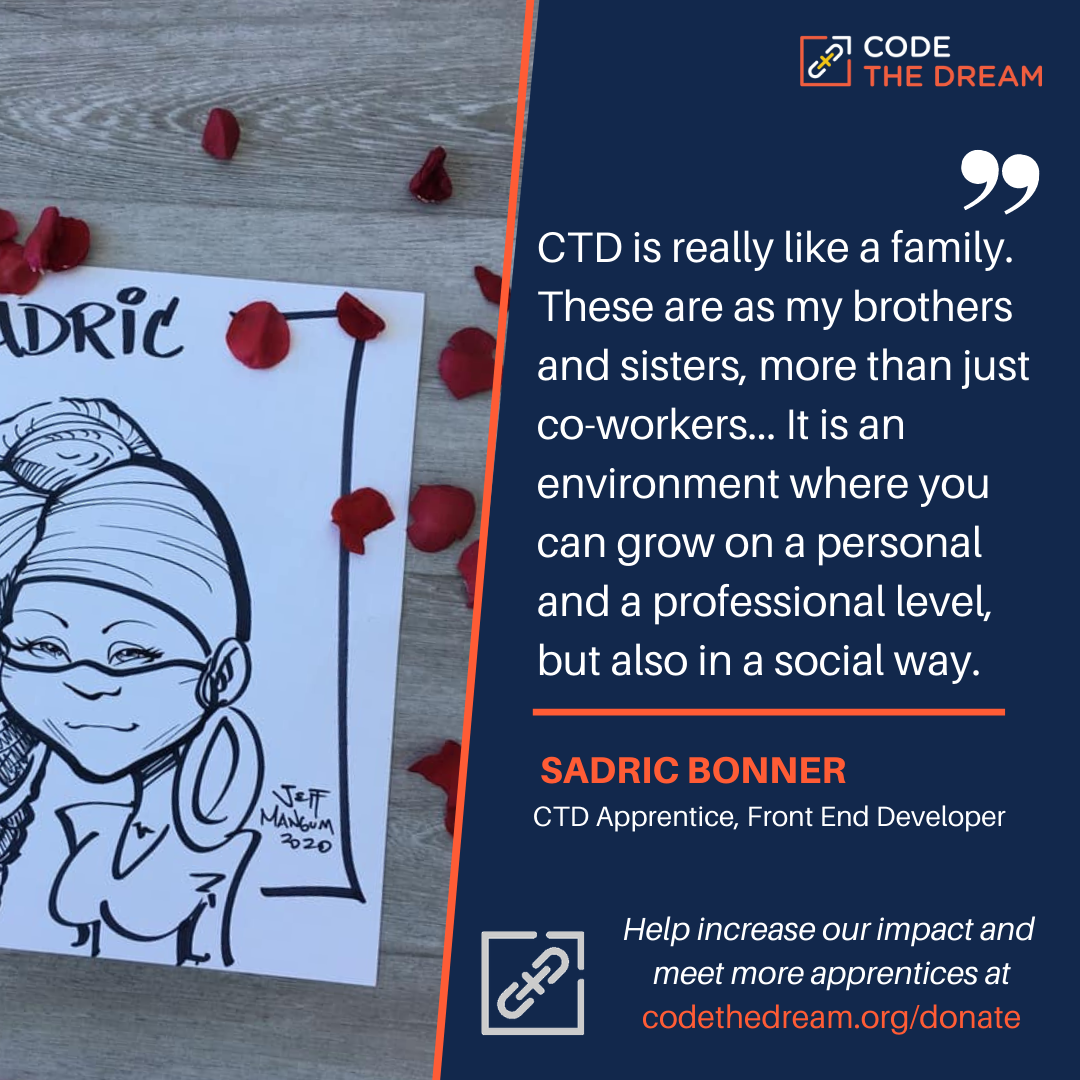 ADRIC
JEFF
MANGUM
2020
CODE
THE DREAM
”
CTD is really like a family.
These are as my brothers
and sisters, more than just
co-workers... It is an
environment where you
can grow on a personal
and a professional level,
but also in a social way.
SADRIC BONNER
CTD Apprentice, Front End Developer
Help increase our impact and
meet more apprentices at
codethedream.org/donate